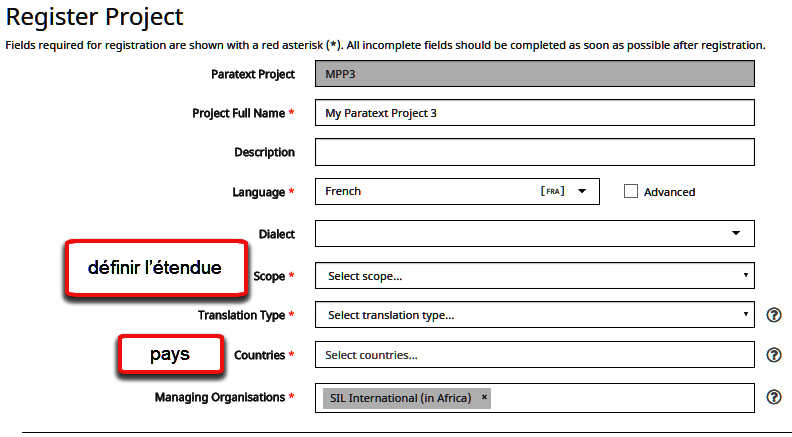 Register Project
Fields required for registration are shown with a red asterisk (*). All incomplete fields should be completed as soon as possible after registration.
Paratext Project MPP3
Project Full Name * My Paratext Project 3
Description
Language * French [FRA] Advanced
Dialect
définir l'étendue
Scope * Select scope...
Translation Type * Select translation type... ?
pays
Countries * Select countries... ?
Managing Organisations * SIL International (in Africa) × ?